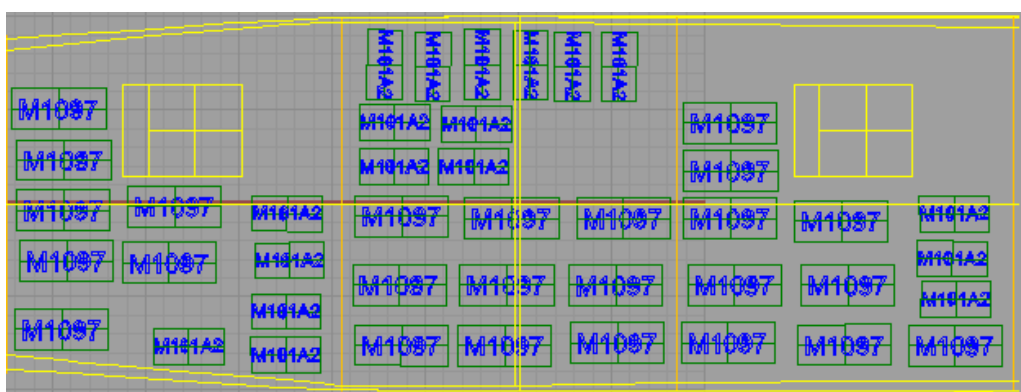 M101A2 M101A2 M101A2 M101A2 M101A2 M101A2
M1097 M101A2 M101A2 M1097
M1097 M101A2 M101A2 M1097
M1097 M1097 M101A2 M1097 M1097 M1097 M1097 M1097 M101A2
M1097 M1097 M101A2 M101A2
M1097 M1097 M1097 M1097 M1097 M101A2
M101A2
M1097 M101A2 M101A2 M1097 M1097 M1097 M1097 M1097 M1097